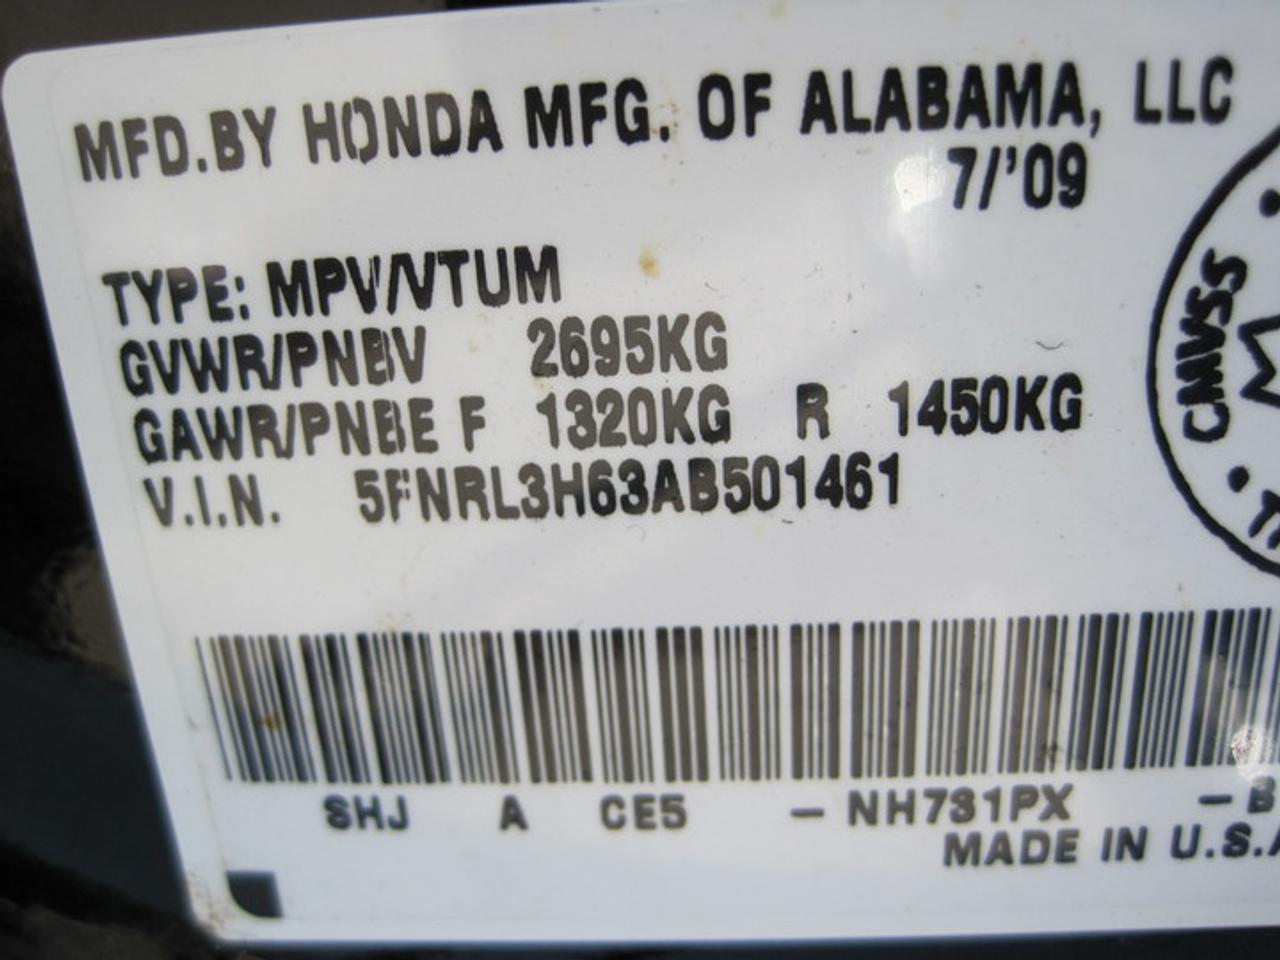 MFD.BY HONDA MFG. OF ALABAMA, LLC
7/'09
TYPE: MPV/VTUM
GVWR/PNBV 2695KG
GAWR/PNBE F 1320KG R 1450KG
V.I.N. 5FNRL3H63AB501461
CMVSS
SHJ A CE5 - NH731PX - B
MADE IN U.S.A